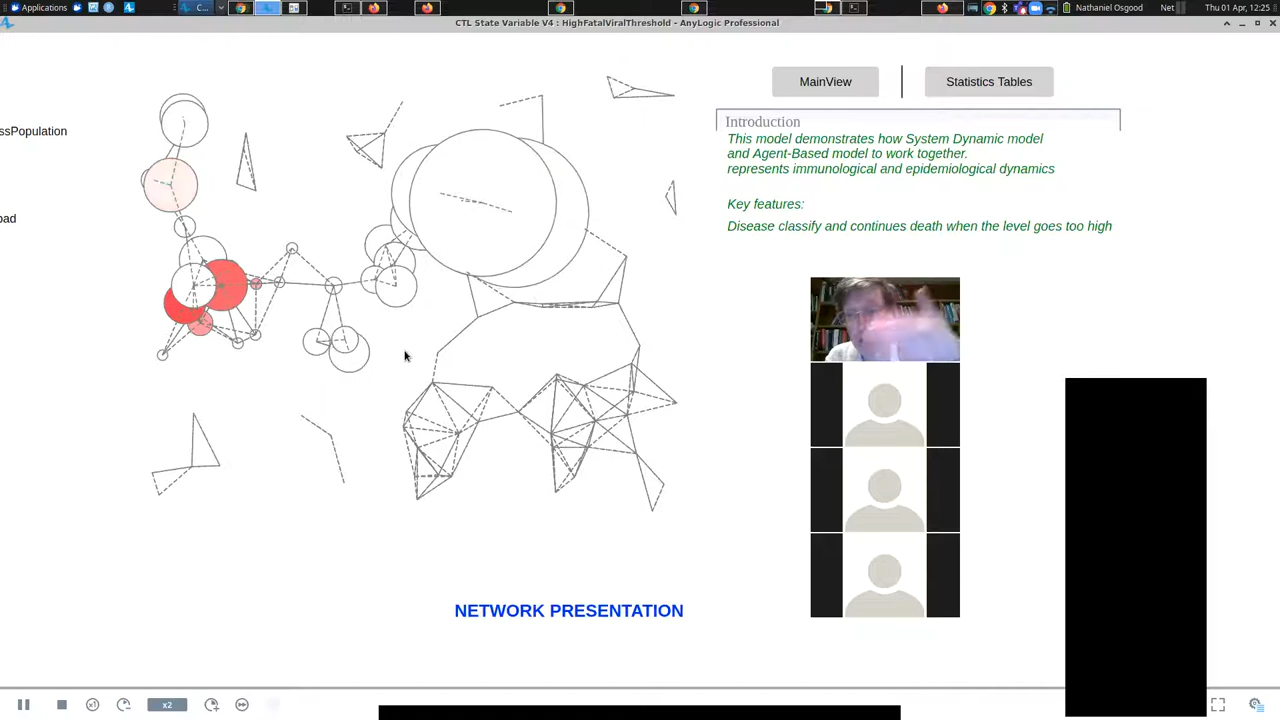 Applications
C...
Nathaniel Osgood
Net
Thu 01 Apr, 12:25
CTL State Variable V4 : HighFatalViralThreshold - AnyLogic Professional
MainView
Statistics Tables
Introduction
This model demonstrates how System Dynamic model
and Agent-Based model to work together.
represents immunological and epidemiological dynamics
Key features:
Disease classify and continues death when the level goes too high
ssPopulation
oad
NETWORK PRESENTATION
x1
x2